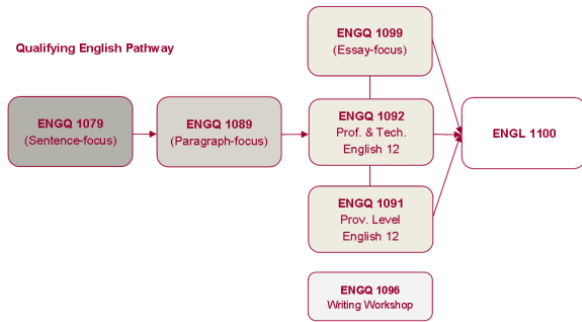 Qualifying English Pathway
ENGQ 1079
(Sentence-focus)
ENGQ 1089
(Paragraph-focus)
ENGQ 1099
(Essay-focus)
ENGQ 1092
Prof. & Tech.
English 12
ENGQ 1091
Prov. Level
English 12
ENGL 1100
ENGQ 1096
Writing Workshop